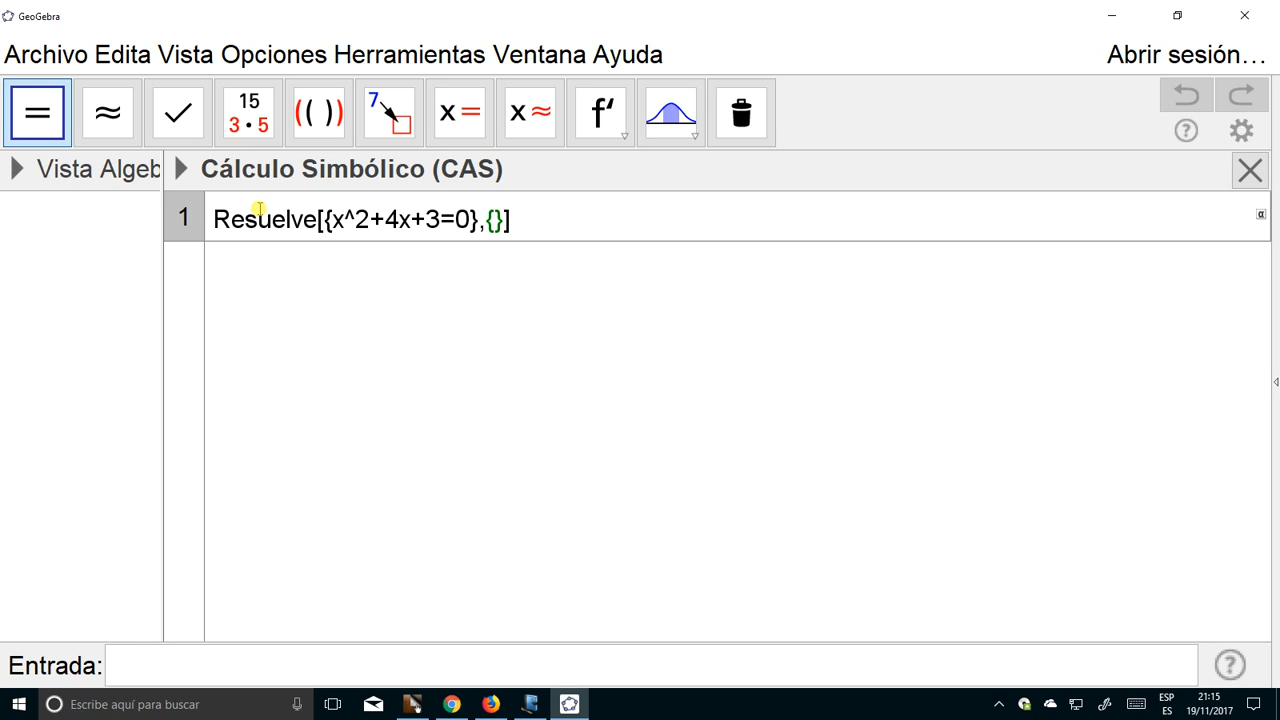 GeoGebra
Archivo Edita Vista Opciones Herramientas Ventana Ayuda
Abrir sesión...
=
≈
✓
15
3·5
(( ))
7
x =
x ≈
f′
Vista Algeb
Cálculo Simbólico (CAS)
1
Resuelve[{x^2+4x+3=0},{}]
α
Entrada:
Escribe aquí para buscar
ESP
ES
21:15
19/11/2017